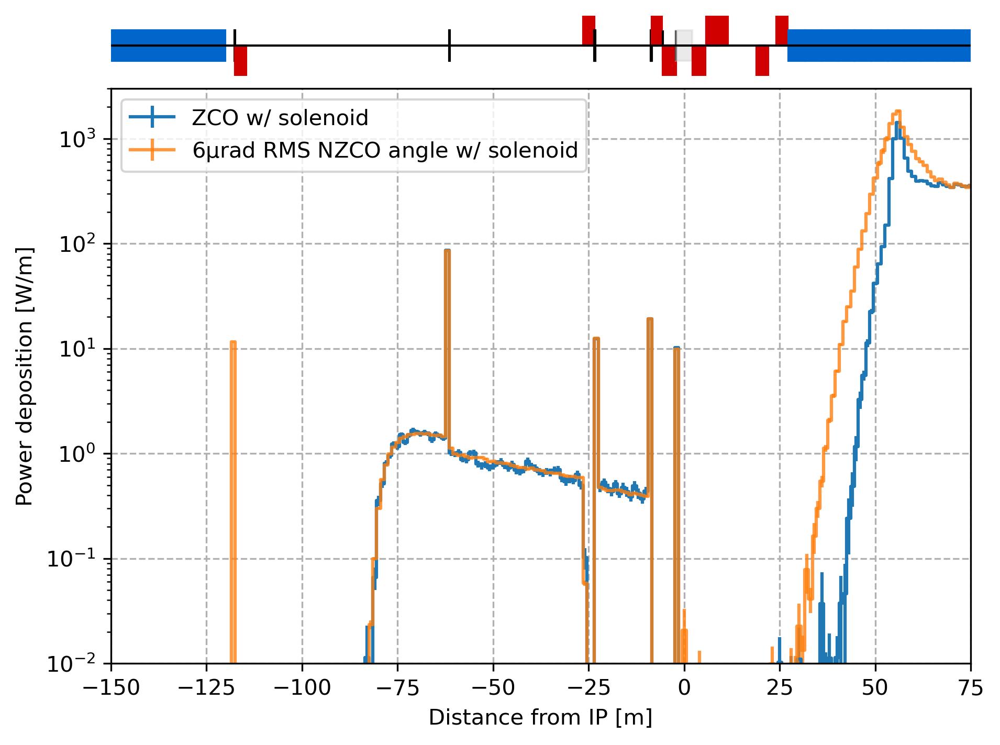 ZCO w/ solenoid
6μrad RMS NZCO angle w/ solenoid
Power deposition [W/m]
10³
10²
10¹
10⁰
10⁻¹
10⁻²
−150 −125 −100 −75 −50 −25 0 25 50 75
Distance from IP [m]